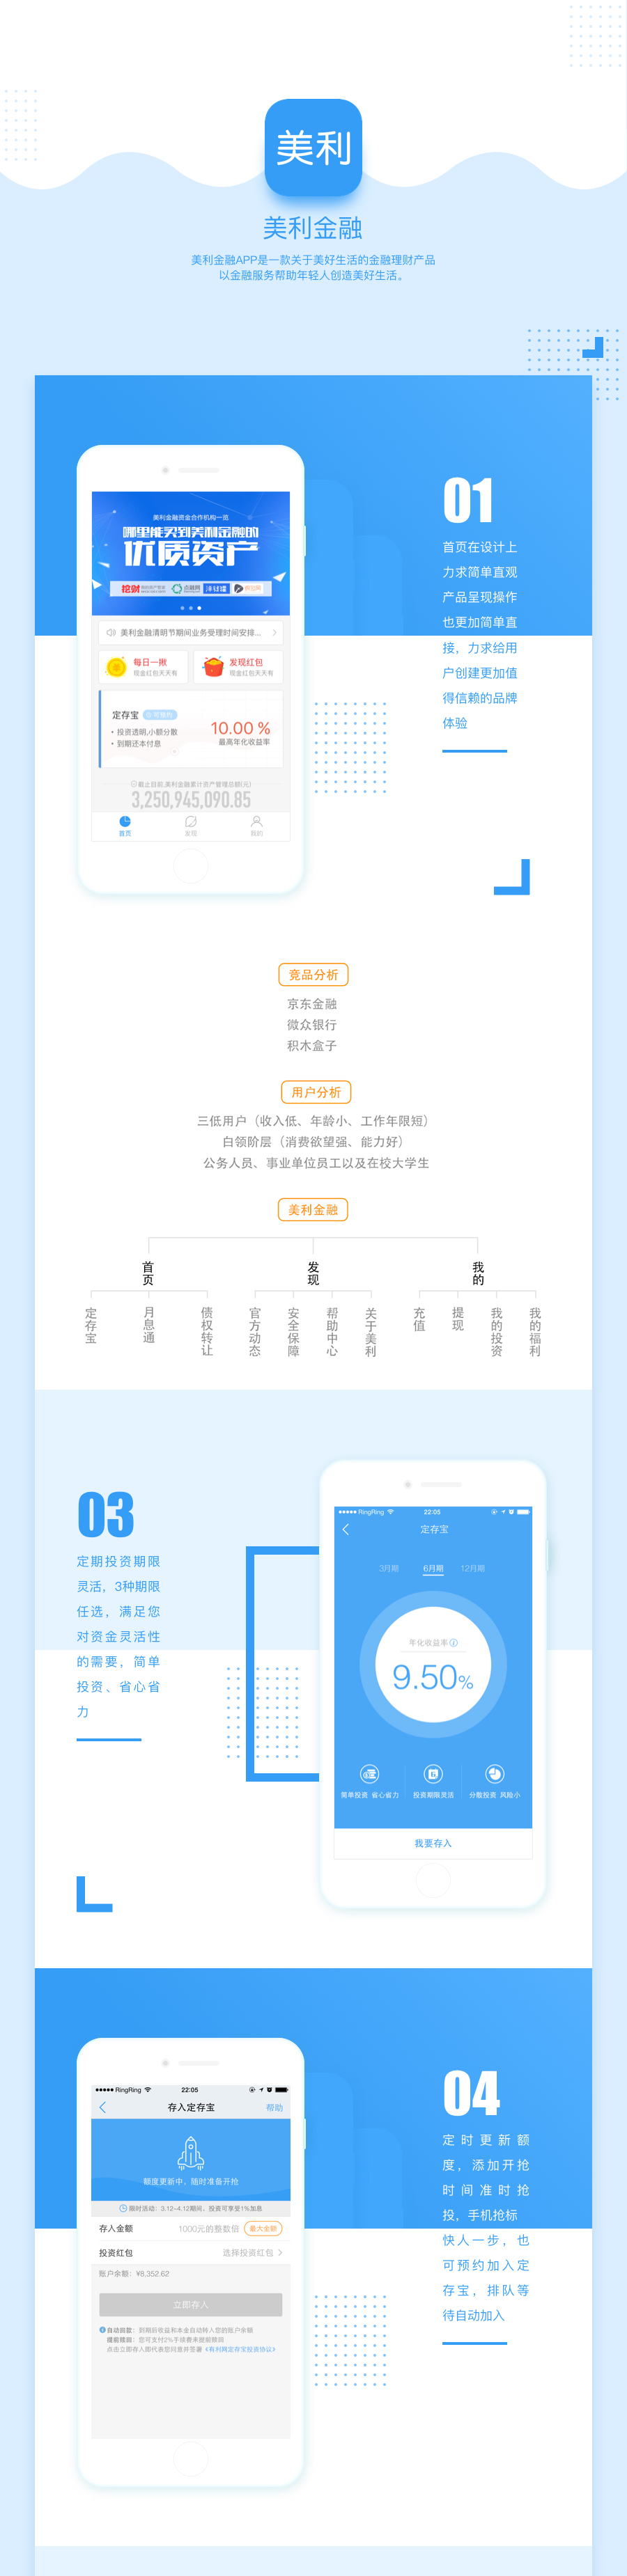 美利
美利金融
美利金融APP是一款关于美好生活的金融理财产品
以金融服务帮助年轻人创造美好生活。
01
首页在设计上
力求简单直观
产品呈现操作
也更加简单直
接，力求给用
户创建更加值
得信赖的品牌
体验
美利金融资金合作机构一览
哪里能买到美利金融的
优质资产
挖财
点融网
美利金融清明节期间业务受理时间安排...
每日一揪
现金红包天天有
发现红包
现金红包天天有
定存宝
• 投资透明,小额分散
• 到期还本付息
10.00 %
最高年化收益率
截止目前,美利金融累计资产管理总额(元)
3,250,945,090.85
首页
发现
我的
竞品分析
京东金融
微众银行
积木盒子
用户分析
三低用户（收入低、年龄小、工作年限短）
白领阶层（消费欲望强、能力好）
公务人员、事业单位员工以及在校大学生
美利金融
首页
发现
我的
定存宝
月息通
债权转让
官方动态
安全保障
帮助中心
关于美利
充值
提现
我的投资
我的福利
03
定期投资期限
灵活，3种期限
任选，满足您
对资金灵活性
的需要，简单
投资、省心省
力
RingRing
22:05
定存宝
3月期
6月期
12月期
年化收益率
9.50%
简单投资 省心省力
投资期限灵活
分散投资 风险小
我要存入
04
定时更新额
度，添加开抢
时间准时抢
投，手机抢标
快人一步，也
可预约加入定
存宝，排队等
待自动加入
RingRing
22:05
存入定存宝
帮助
额度更新中，随时准备开抢
限时活动：3.12-4.12期间，投资可享受1%加息
存入金额
1000元的整数倍
最大金额
投资红包
选择投资红包
账户余额：¥8,352.62
立即存入
自动回款：到期后收益和本金自动转入您的账户余额
提前赎回：您可支付2%手续费来提前赎回
点击立即存入即代表您同意并签署《有利网定存宝投资协议》